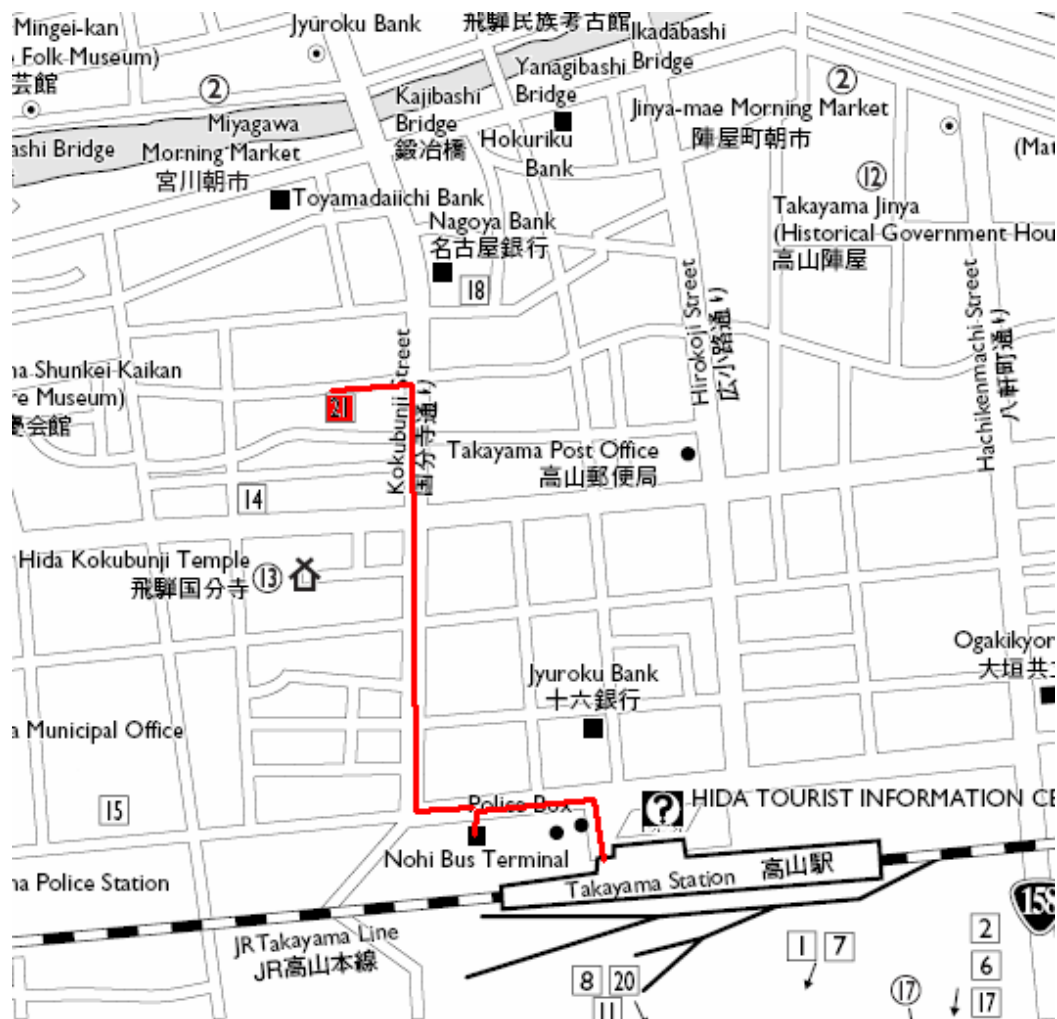 Mingei-kan
Folk Museum)
芸館
Jyuroku Bank
飛騨民族考古館
Ikadabashi
Bridge
Yanagibashi
Bridge
②
Miyagawa
Morning Market
宮川朝市
ashi Bridge
Kajibashi
Bridge
鍛冶橋
Hokuriku
Bank
②
Jinya-mae Morning Market
陣屋町朝市
(Mat
⑫
Toyamadaiichi Bank
Nagoya Bank
名古屋銀行
18
Takayama Jinya
(Historical Government Hou
高山陣屋
Kokubunji Street
国分寺通り
Hirokoji Street
広小路通り
Hachikenmachi Street
八軒町通り
na Shunkei Kaikan
re Museum)
慶会館
21
Takayama Post Office
高山郵便局
14
Hida Kokubunji Temple
飛騨国分寺
⑬
Jyuroku Bank
十六銀行
Ogakikyor
大垣共立
a Municipal Office
15
Police Box
?
HIDA TOURIST INFORMATION CE
Nohi Bus Terminal
na Police Station
Takayama Station
高山駅
158
JR Takayama Line
JR高山本線
1 7
2
6
17
8 20
11
⑰